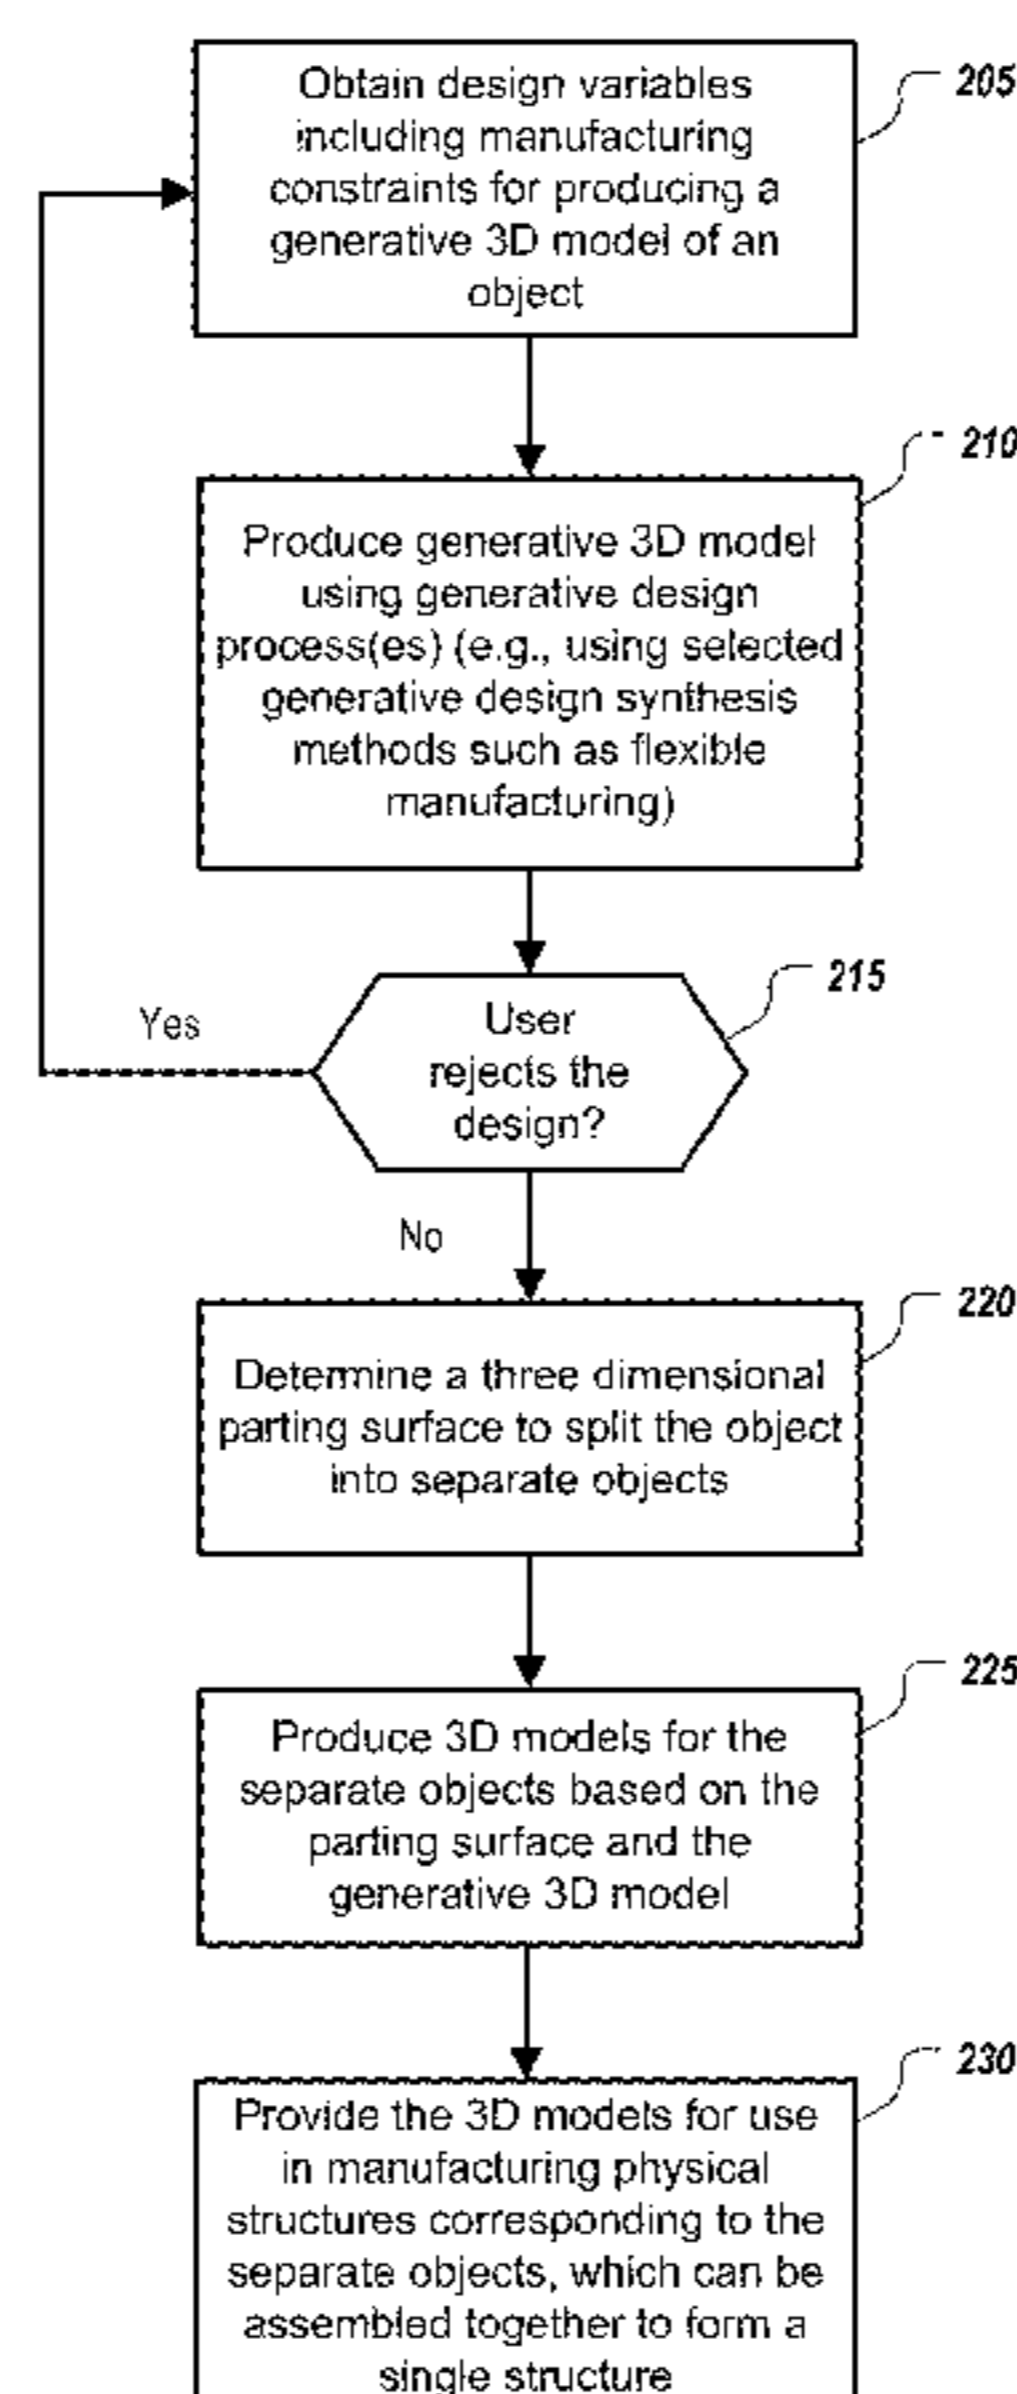 Obtain design variables
including manufacturing
constraints for producing a
generative 3D model of an
object
205
Produce generative 3D model
using generative design
process(es) (e.g., using selected
generative design synthesis
methods such as flexible
manufacturing)
210
User
rejects the
design?
215
Yes
No
Determine a three dimensional
parting surface to split the object
into separate objects
220
Produce 3D models for the
separate objects based on the
parting surface and the
generative 3D model
225
Provide the 3D models for use
in manufacturing physical
structures corresponding to the
separate objects, which can be
assembled together to form a
single structure
230